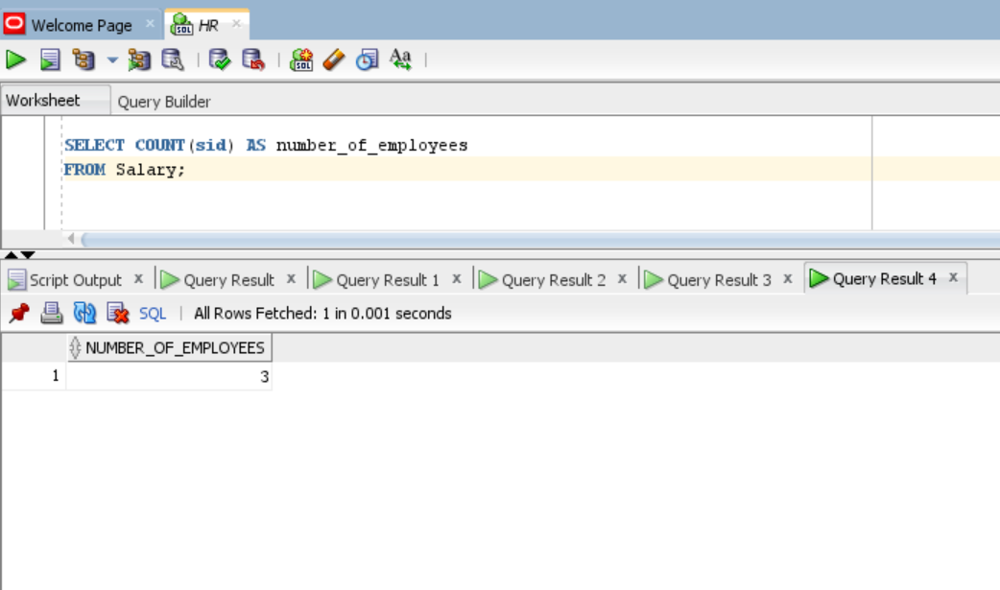 Welcome Page × HR ×
Aa
Worksheet Query Builder
SELECT COUNT(sid) AS number_of_employees
FROM Salary;
Script Output × Query Result × Query Result 1 × Query Result 2 × Query Result 3 × Query Result 4 ×
SQL | All Rows Fetched: 1 in 0.001 seconds
NUMBER_OF_EMPLOYEES
1 3